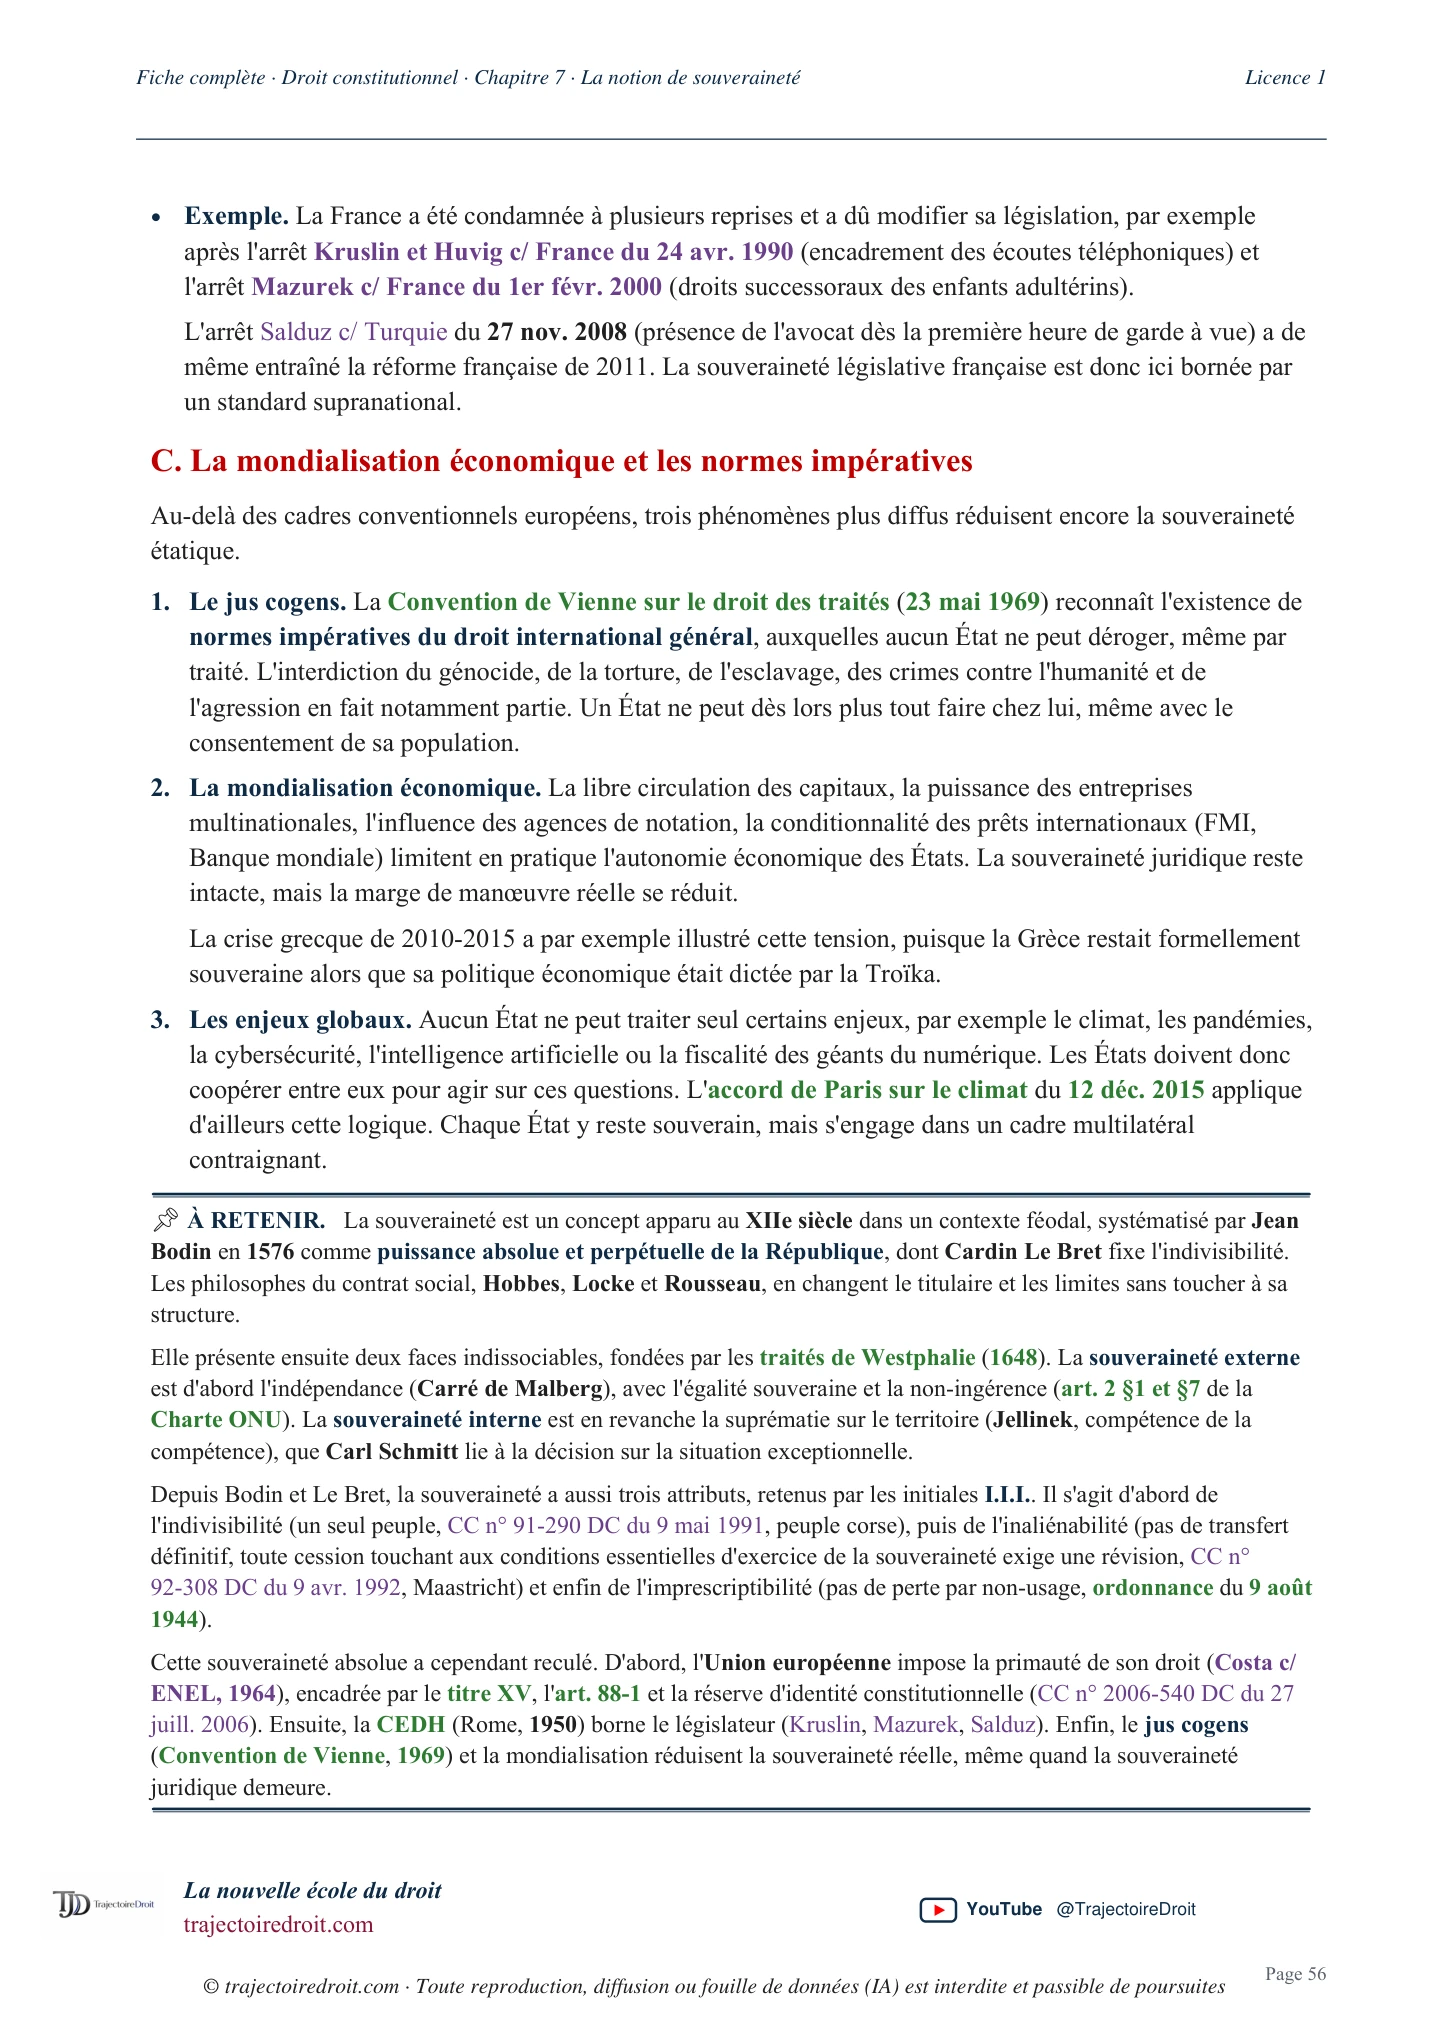 Fiche complète · Droit constitutionnel · Chapitre 7 · La notion de souveraineté
Licence 1
• Exemple. La France a été condamnée à plusieurs reprises et a dû modifier sa législation, par exemple
après l'arrêt Kruslin et Huvig c/ France du 24 avr. 1990 (encadrement des écoutes téléphoniques) et
l'arrêt Mazurek c/ France du 1er févr. 2000 (droits successoraux des enfants adultérins).
L'arrêt Salduz c/ Turquie du 27 nov. 2008 (présence de l'avocat dès la première heure de garde à vue) a de
même entraîné la réforme française de 2011. La souveraineté législative française est donc ici bornée par
un standard supranational.
C. La mondialisation économique et les normes impératives
Au-delà des cadres conventionnels européens, trois phénomènes plus diffus réduisent encore la souveraineté
étatique.
1. Le jus cogens. La Convention de Vienne sur le droit des traités (23 mai 1969) reconnaît l'existence de
normes impératives du droit international général, auxquelles aucun État ne peut déroger, même par
traité. L'interdiction du génocide, de la torture, de l'esclavage, des crimes contre l'humanité et de
l'agression en fait notamment partie. Un État ne peut dès lors plus tout faire chez lui, même avec le
consentement de sa population.
2. La mondialisation économique. La libre circulation des capitaux, la puissance des entreprises
multinationales, l'influence des agences de notation, la conditionnalité des prêts internationaux (FMI,
Banque mondiale) limitent en pratique l'autonomie économique des États. La souveraineté juridique reste
intacte, mais la marge de manœuvre réelle se réduit.
La crise grecque de 2010-2015 a par exemple illustré cette tension, puisque la Grèce restait formellement
souveraine alors que sa politique économique était dictée par la Troïka.
3. Les enjeux globaux. Aucun État ne peut traiter seul certains enjeux, par exemple le climat, les pandémies,
la cybersécurité, l'intelligence artificielle ou la fiscalité des géants du numérique. Les États doivent donc
coopérer entre eux pour agir sur ces questions. L'accord de Paris sur le climat du 12 déc. 2015 applique
d'ailleurs cette logique. Chaque État y reste souverain, mais s'engage dans un cadre multilatéral
contraignant.
À RETENIR. La souveraineté est un concept apparu au XIIe siècle dans un contexte féodal, systématisé par Jean
Bodin en 1576 comme puissance absolue et perpétuelle de la République, dont Cardin Le Bret fixe l'indivisibilité.
Les philosophes du contrat social, Hobbes, Locke et Rousseau, en changent le titulaire et les limites sans toucher à sa
structure.
Elle présente ensuite deux faces indissociables, fondées par les traités de Westphalie (1648). La souveraineté externe
est d'abord l'indépendance (Carré de Malberg), avec l'égalité souveraine et la non-ingérence (art. 2 §1 et §7 de la
Charte ONU). La souveraineté interne est en revanche la suprématie sur le territoire (Jellinek, compétence de la
compétence), que Carl Schmitt lie à la décision sur la situation exceptionnelle.
Depuis Bodin et Le Bret, la souveraineté a aussi trois attributs, retenus par les initiales I.I.I.. Il s'agit d'abord de
l'indivisibilité (un seul peuple, CC n° 91-290 DC du 9 mai 1991, peuple corse), puis de l'inaliénabilité (pas de transfert
définitif, toute cession touchant aux conditions essentielles d'exercice de la souveraineté exige une révision, CC n°
92-308 DC du 9 avr. 1992, Maastricht) et enfin de l'imprescriptibilité (pas de perte par non-usage, ordonnance du 9 août
1944).
Cette souveraineté absolue a cependant reculé. D'abord, l'Union européenne impose la primauté de son droit (Costa c/
ENEL, 1964), encadrée par le titre XV, l'art. 88-1 et la réserve d'identité constitutionnelle (CC n° 2006-540 DC du 27
juill. 2006). Ensuite, la CEDH (Rome, 1950) borne le législateur (Kruslin, Mazurek, Salduz). Enfin, le jus cogens
(Convention de Vienne, 1969) et la mondialisation réduisent la souveraineté réelle, même quand la souveraineté
juridique demeure.
TJD TrajectoireDroit
La nouvelle école du droit
trajectoiredroit.com
YouTube @TrajectoireDroit
© trajectoiredroit.com · Toute reproduction, diffusion ou fouille de données (IA) est interdite et passible de poursuites
Page 56